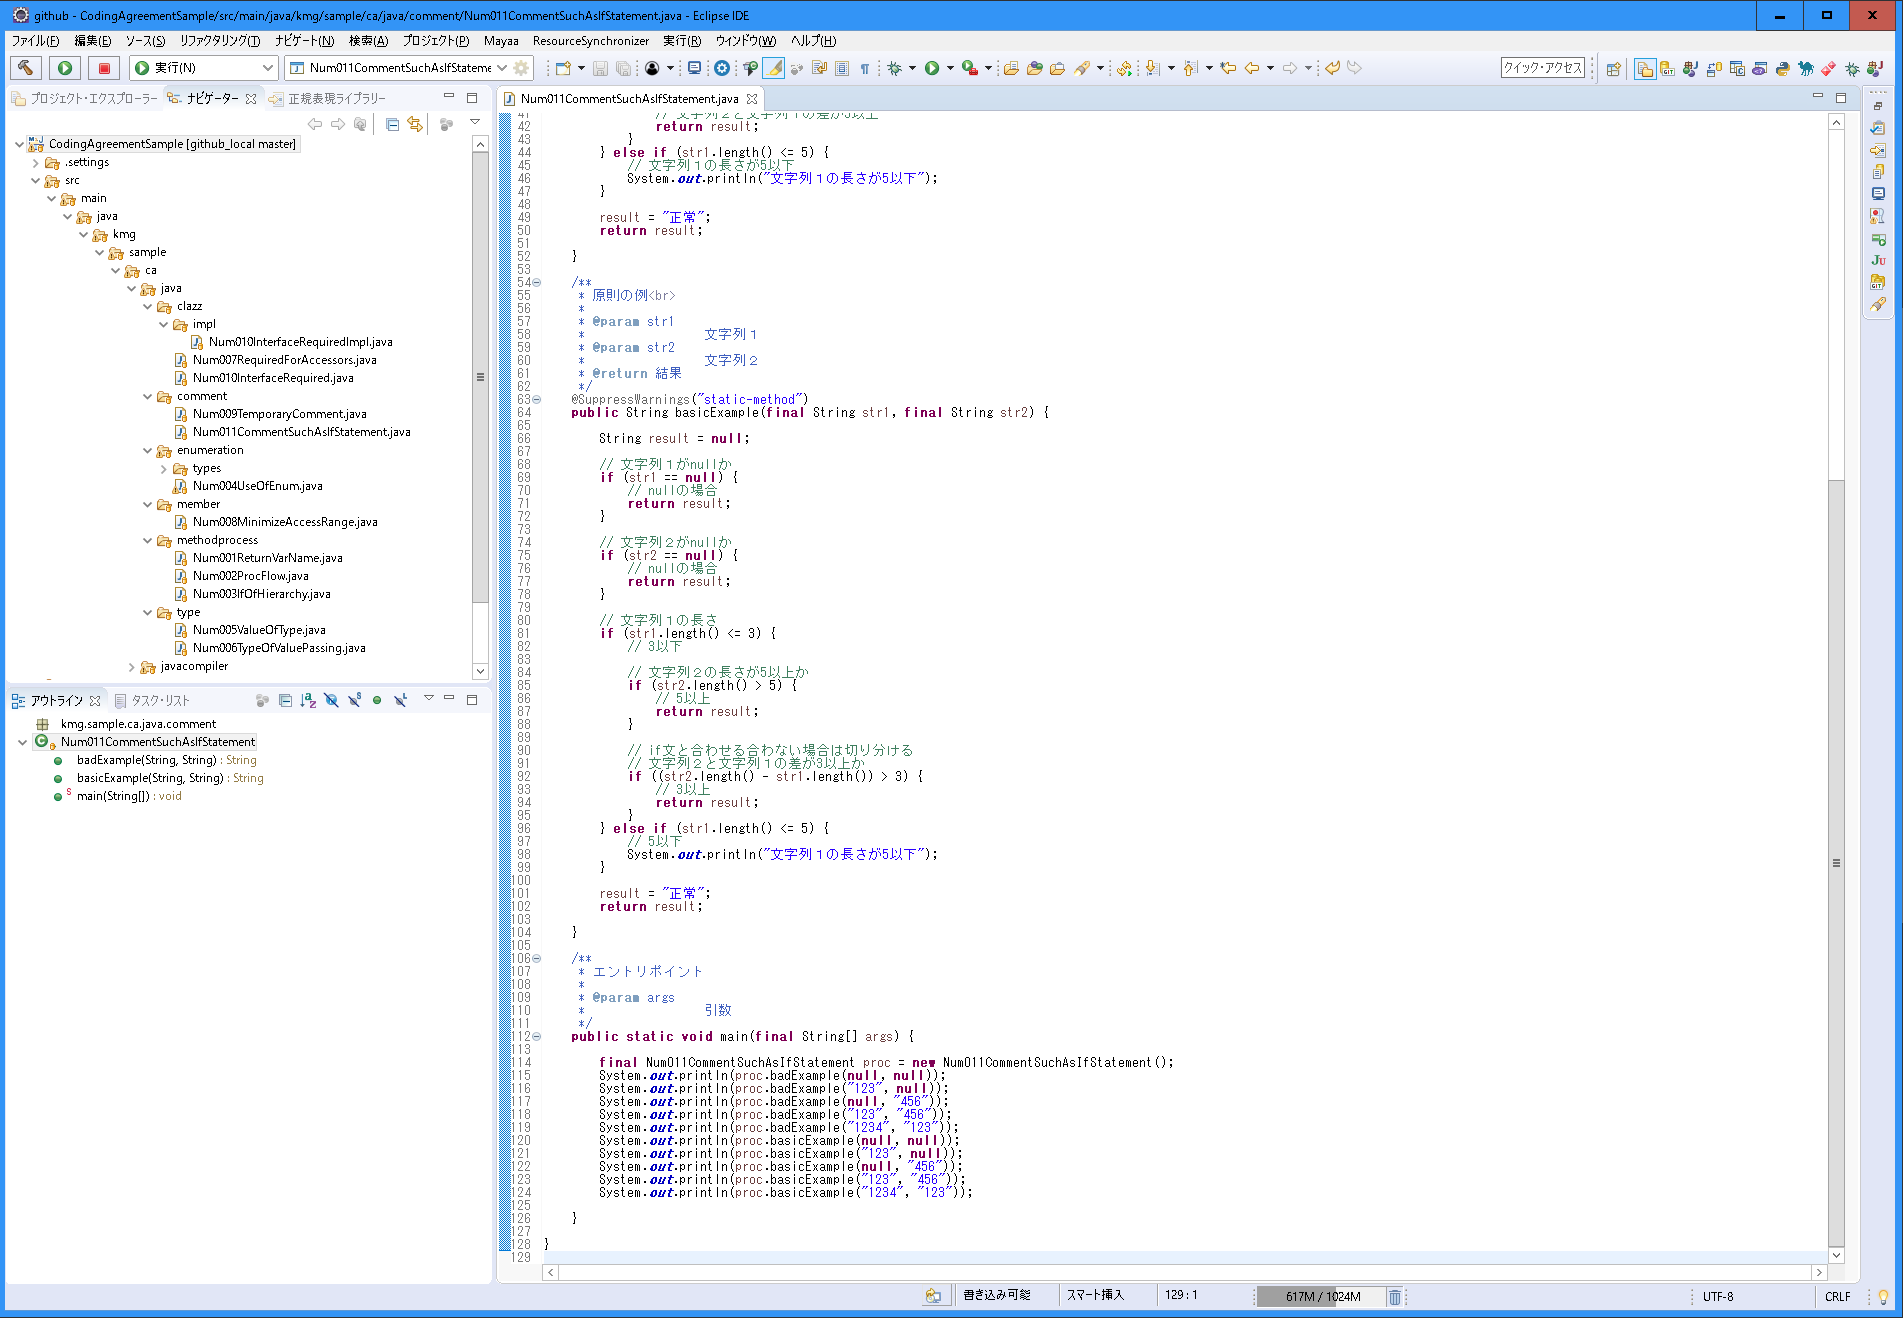 github - CodingAgreementSample/src/main/java/kmg/sample/ca/java/comment/Num011CommentSuchAsIfStatement.java - Eclipse IDE
ファイル(F) 編集(E) ソース(S) リファクタリング(T) ナビゲート(N) 検索(A) プロジェクト(P) Mayaa ResourceSynchronizer 実行(R) ウィンドウ(W) ヘルプ(H)
実行(N) Num011CommentSuchAsIfStateme クイック・アクセス
プロジェクト・エクスプローラー ナビゲーター 正規表現ライブラリー
CodingAgreementSample [github_local master]
.settings
src
main
java
kmg
sample
ca
java
clazz
impl
Num010InterfaceRequiredImpl.java
Num007RequiredForAccessors.java
Num010InterfaceRequired.java
comment
Num009TemporaryComment.java
Num011CommentSuchAsIfStatement.java
enumeration
types
Num004UseOfEnum.java
member
Num008MinimizeAccessRange.java
methodprocess
Num001ReturnVarName.java
Num002ProcFlow.java
Num003IfOfHierarchy.java
type
Num005ValueOfType.java
Num006TypeOfValuePassing.java
javacompiler
アウトライン タスク・リスト
kmg.sample.ca.java.comment
Num011CommentSuchAsIfStatement
badExample(String, String) : String
basicExample(String, String) : String
main(String[]) : void
Num011CommentSuchAsIfStatement.java
41 // 文字列２と文字列１の差が3以上
42 return result;
43 }
44 } else if (str1.length() <= 5) {
45 // 文字列１の長さが5以下
46 System.out.println("文字列１の長さが5以下");
47 }
48
49 result = "正常";
50 return result;
51
52 }
53
54 /**
55 * 原則の例<br>
56 *
57 * @param str1
58 * 文字列１
59 * @param str2
60 * 文字列２
61 * @return 結果
62 */
63 @SuppressWarnings("static-method")
64 public String basicExample(final String str1, final String str2) {
65
66 String result = null;
67
68 // 文字列１がnullか
69 if (str1 == null) {
70 // nullの場合
71 return result;
72 }
73
74 // 文字列２がnullか
75 if (str2 == null) {
76 // nullの場合
77 return result;
78 }
79
80 // 文字列１の長さ
81 if (str1.length() <= 3) {
82 // 3以下
83
84 // 文字列２の長さが5以上か
85 if (str2.length() > 5) {
86 // 5以上
87 return result;
88 }
89
90 // if文と合わせる合わない場合は切り分ける
91 // 文字列２と文字列１の差が3以上か
92 if ((str2.length() - str1.length()) > 3) {
93 // 3以上
94 return result;
95 }
96 } else if (str1.length() <= 5) {
97 // 5以下
98 System.out.println("文字列１の長さが5以下");
99 }
100
101 result = "正常";
102 return result;
103
104 }
105
106 /**
107 * エントリポイント
108 *
109 * @param args
110 * 引数
111 */
112 public static void main(final String[] args) {
113
114 final Num011CommentSuchAsIfStatement proc = new Num011CommentSuchAsIfStatement();
115 System.out.println(proc.badExample(null, null));
116 System.out.println(proc.badExample("123", null));
117 System.out.println(proc.badExample(null, "456"));
118 System.out.println(proc.badExample("123", "456"));
119 System.out.println(proc.badExample("1234", "123"));
120 System.out.println(proc.basicExample(null, null));
121 System.out.println(proc.basicExample("123", null));
122 System.out.println(proc.basicExample(null, "456"));
123 System.out.println(proc.basicExample("123", "456"));
124 System.out.println(proc.basicExample("1234", "123"));
125
126 }
127
128 }
129
書き込み可能 スマート挿入 129 : 1 617M / 1024M UTF-8 CRLF